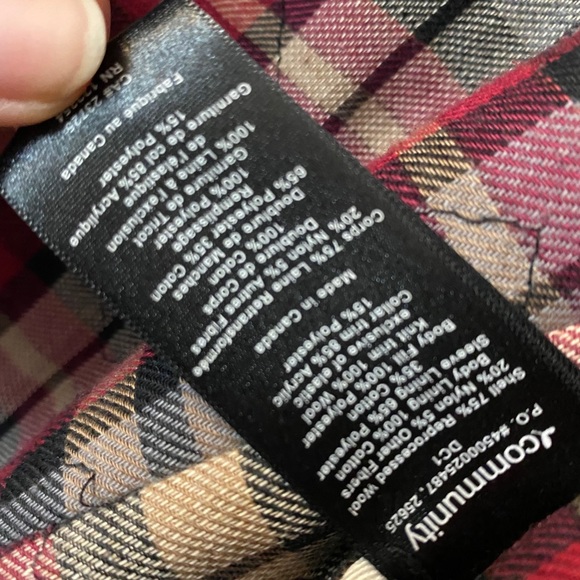 community
P.O. #4500022487 - 25625
DCT
Shell 75% Reprocessed wool
20% Nylon 5% Other Fibers
Body Lining 100% Cotton
Sleeve Lining 65% Polyester
35% Cotton
Body Fill 100% Polyester
Knit trim 100% Wool
exclusive of elastic
Collar trim 85% Acrylic
15% Polyester
Made in Canada
Corps 75% Laine Retransformée
20% Nylon 5% Autres Fibres
Doublure de Corps
100% Coton
Doublure de Manches
65% Polyester 35% Coton
Remplissage
100% Polyester
Garniture de Tricot
100% Laine à l'exclusion
de l'élastique
Garniture de col 85% Acrylique
15% Polyester
Fabriqué au Canada
RN
CA#